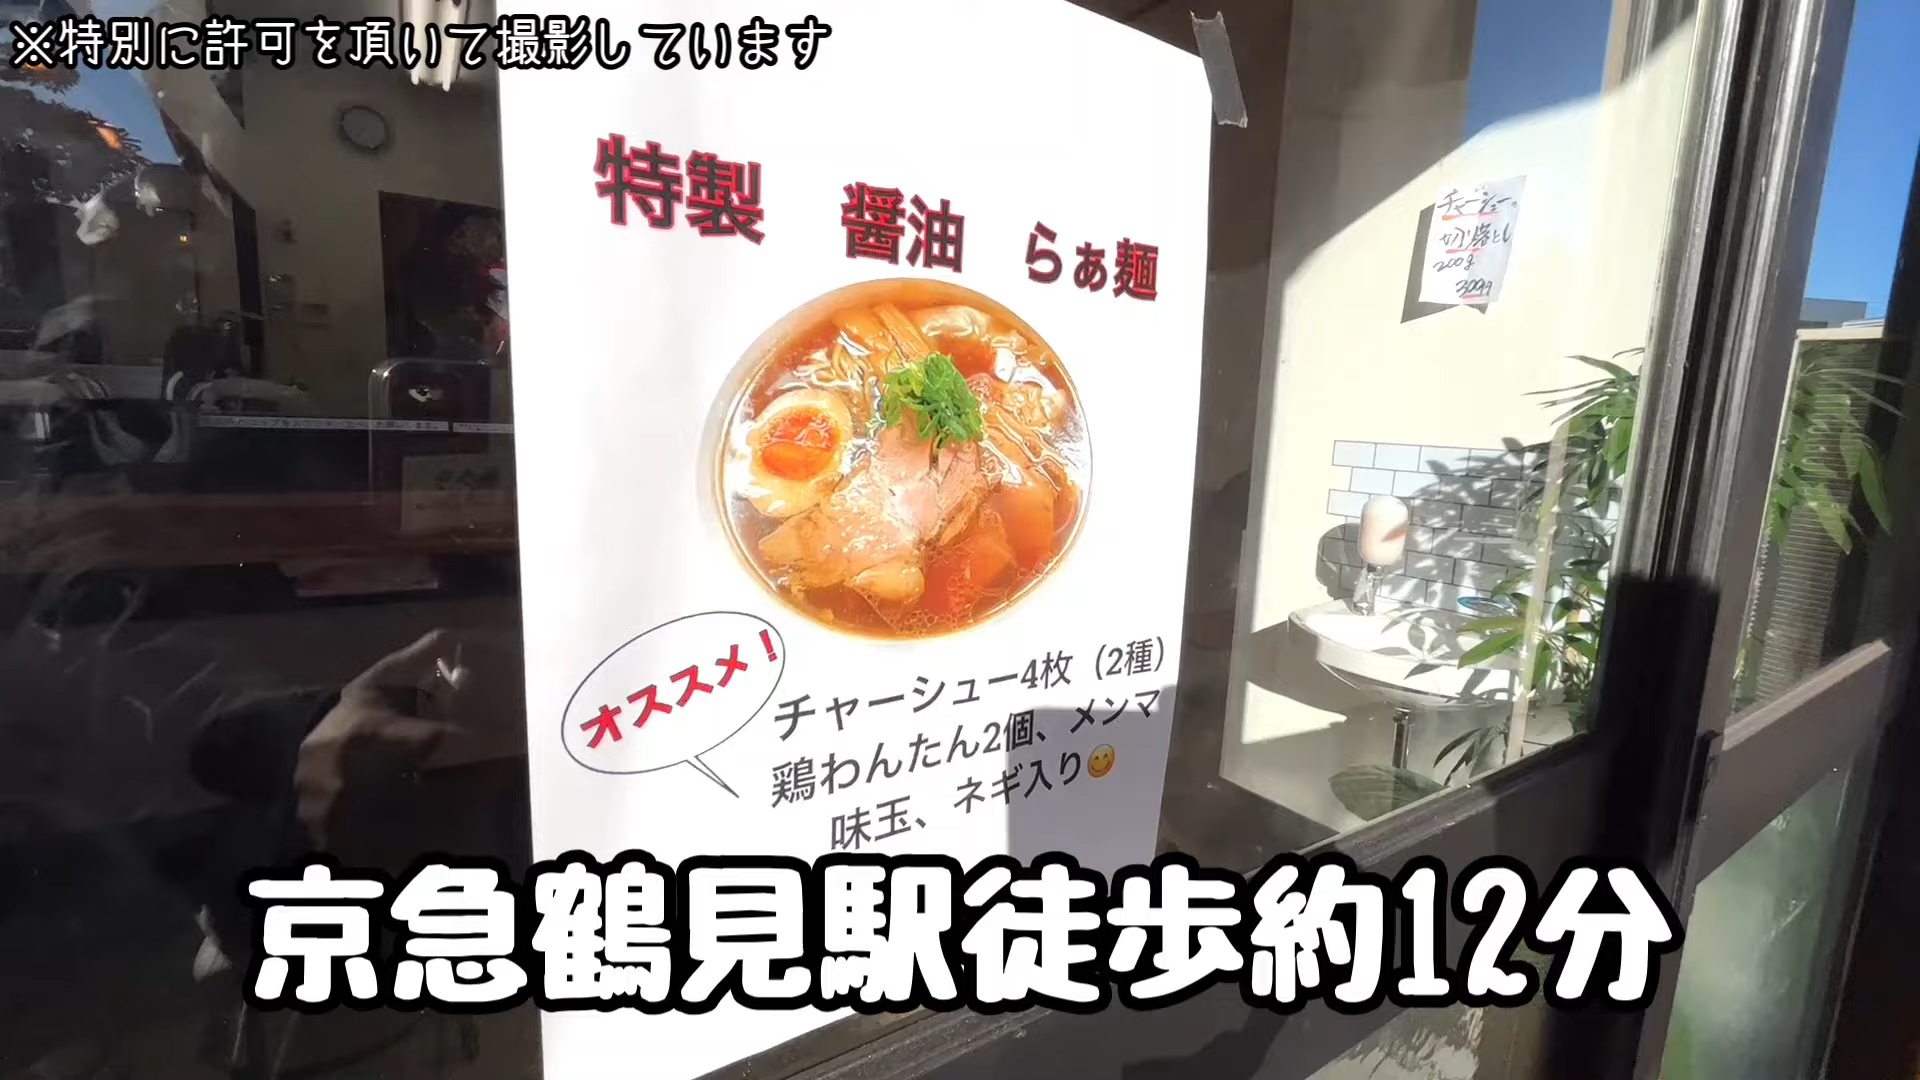 ※特別に許可を頂いて撮影しています
特製 醤油 らぁ麺
チャーシュー
切り落とし
200g
オススメ！
チャーシュー4枚（2種）
鶏わんたん2個、メンマ
味玉、ネギ入り😋
京急鶴見駅徒歩約12分